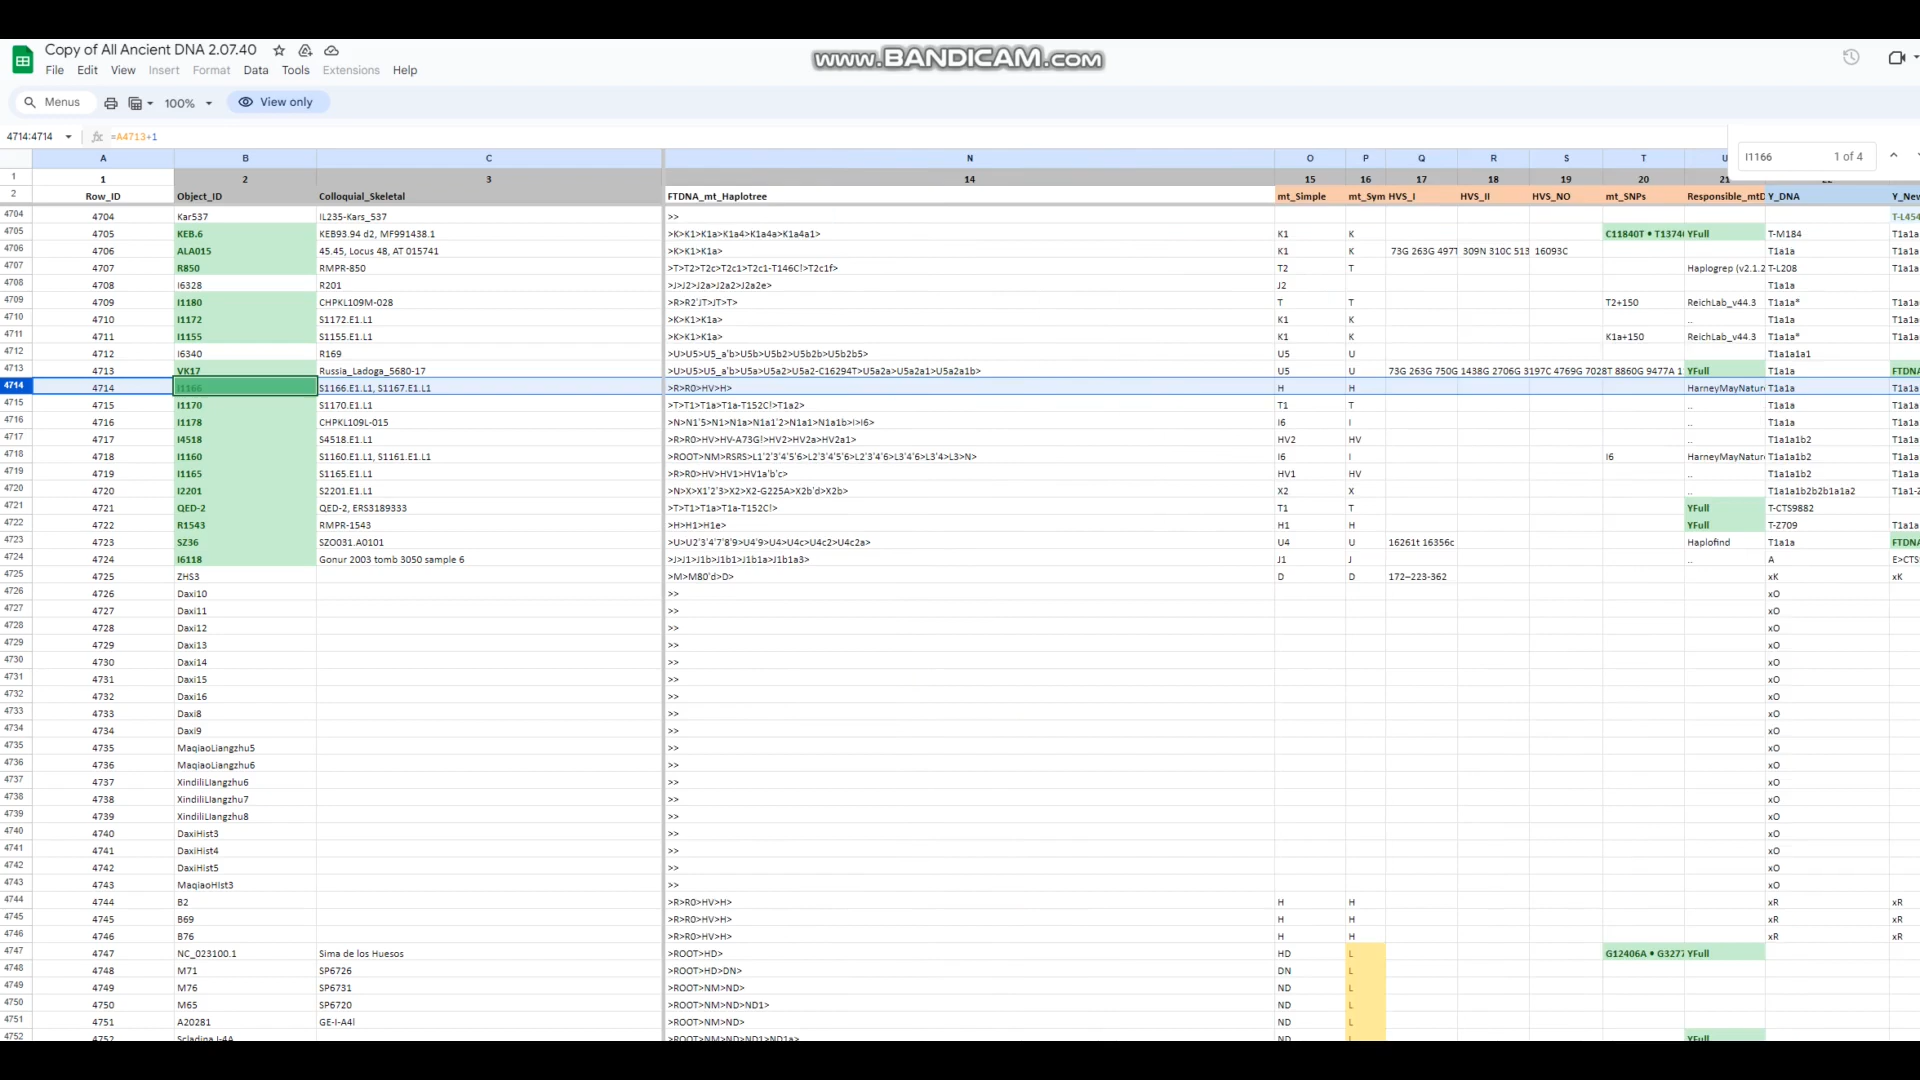 Copy of All Ancient DNA 2.07.40
www.BANDICAM.com
File Edit View Insert Format Data Tools Extensions Help
Menus 100% View only
4714:4714 fx =A4713+1
I1166 1 of 4
A B C N O P Q R S T U
1 1 2 3 14 15 16 17 18 19 20 21
2 Row_ID Object_ID Colloquial_Skeletal FTDNA_mt_Haplotree mt_Simple mt_Sym HVS_I HVS_II HVS_NO mt_SNPs Responsible_mtD Y_DNA Y_New
4704 4704 Kar537 IL235-Kars_537 >> T-L454
4705 4705 KEB.6 KEB93.94 d2, MF991438.1 >K>K1>K1a>K1a4>K1a4a>K1a4a1> K1 K C11840T • T1374 YFull T-M184 T1a1a
4706 4706 ALA015 45.45, Locus 48, AT 015741 >K>K1>K1a> K1 K 73G 263G 497T 309N 310C 513 16093C T1a1a T1a1a
4707 4707 R850 RMPR-850 >T>T2>T2c>T2c1>T2c1-T146C!>T2c1f> T2 T Haplogrep (v2.1.2 T-L208 T1a1a
4708 4708 I6328 R201 >J>J2>J2a>J2a2>J2a2e> J2 T1a1a
4709 4709 I1180 CHPKL109M-028 >R>R2'JT>JT>T> T T T2+150 ReichLab_v44.3 T1a1a* T1a1a
4710 4710 I1172 S1172.E1.L1 >K>K1>K1a> K1 K .. T1a1a T1a1a
4711 4711 I1155 S1155.E1.L1 >K>K1>K1a> K1 K K1a+150 ReichLab_v44.3 T1a1a* T1a1a
4712 4712 I6340 R169 >U>U5>U5_a'b>U5b>U5b2>U5b2b>U5b2b5> U5 U T1a1a1a1
4713 4713 VK17 Russia_Ladoga_5680-17 >U>U5>U5_a'b>U5a>U5a2>U5a2-C16294T>U5a2a>U5a2a1>U5a2a1b> U5 U 73G 263G 750G 1438G 2706G 3197C 4769G 7028T 8860G 9477A 1 YFull T1a1a FTDNA
4714 4714 I1166 S1166.E1.L1, S1167.E1.L1 >R>R0>HV>H> H H HarneyMayNature T1a1a T1a1a
4715 4715 I1170 S1170.E1.L1 >T>T1>T1a>T1a-T152C!>T1a2> T1 T .. T1a1a T1a1a
4716 4716 I1178 CHPKL109L-015 >N>N1'5>N1>N1a>N1a1'2>N1a1>N1a1b>I>I6> I6 I .. T1a1a T1a1a
4717 4717 I4518 S4518.E1.L1 >R>R0>HV>HV-A73G!>HV2>HV2a>HV2a1> HV2 HV .. T1a1a1b2 T1a1a
4718 4718 I1160 S1160.E1.L1, S1161.E1.L1 >ROOT>NM>RSRS>L1'2'3'4'5'6>L2'3'4'5'6>L2'3'4'6>L3'4'6>L3'4>L3>N> I6 I I6 HarneyMayNature T1a1a1b2 T1a1a
4719 4719 I1165 S1165.E1.L1 >R>R0>HV>HV1>HV1a'b'c> HV1 HV .. T1a1a1b2 T1a1a
4720 4720 I2201 S2201.E1.L1 >N>X>X1'2'3>X2>X2-G225A>X2b'd>X2b> X2 X .. T1a1a1b2b2b1a1a2 T1a1-Z
4721 4721 QED-2 QED-2, ERS3189333 >T>T1>T1a>T1a-T152C!> T1 T YFull T-CTS9882
4722 4722 R1543 RMPR-1543 >H>H1>H1e> H1 H YFull T-Z709 T1a1a
4723 4723 SZ36 SZO031.A0101 >U>U2'3'4'7'8'9>U4'9>U4>U4c>U4c2>U4c2a> U4 U 16261t 16356c Haplofind T1a1a FTDNA
4724 4724 I6118 Gonur 2003 tomb 3050 sample 6 >J>J1>J1b>J1b1>J1b1a>J1b1a3> J1 J .. A E>CTS
4725 4725 ZHS3 >M>M80'd>D> D D 172–223-362 xK xK
4726 4726 Daxi10 >> xO
4727 4727 Daxi11 >> xO
4728 4728 Daxi12 >> xO
4729 4729 Daxi13 >> xO
4730 4730 Daxi14 >> xO
4731 4731 Daxi15 >> xO
4732 4732 Daxi16 >> xO
4733 4733 Daxi8 >> xO
4734 4734 Daxi9 >> xO
4735 4735 MaqiaoLiangzhu5 >> xO
4736 4736 MaqiaoLiangzhu6 >> xO
4737 4737 XindiliLIangzhu6 >> xO
4738 4738 XindiliLIangzhu7 >> xO
4739 4739 XindiliLIangzhu8 >> xO
4740 4740 DaxiHist3 >> xO
4741 4741 DaxiHist4 >> xO
4742 4742 DaxiHist5 >> xO
4743 4743 MaqiaoHIst3 >> xO
4744 4744 B2 >R>R0>HV>H> H H xR xR
4745 4745 B69 >R>R0>HV>H> H H xR xR
4746 4746 B76 >R>R0>HV>H> H H xR xR
4747 4747 NC_023100.1 Sima de los Huesos >ROOT>HD> HD L G12406A • G3277 YFull
4748 4748 M71 SP6726 >ROOT>HD>DN> DN L
4749 4749 M76 SP6731 >ROOT>NM>ND> ND L
4750 4750 M65 SP6720 >ROOT>NM>ND>ND1> ND L
4751 4751 A20281 GE-I-A4l >ROOT>NM>ND> ND L
4752 4752 Scladina I-4A >ROOT>NM>ND>ND1>ND1a> ND L YFull